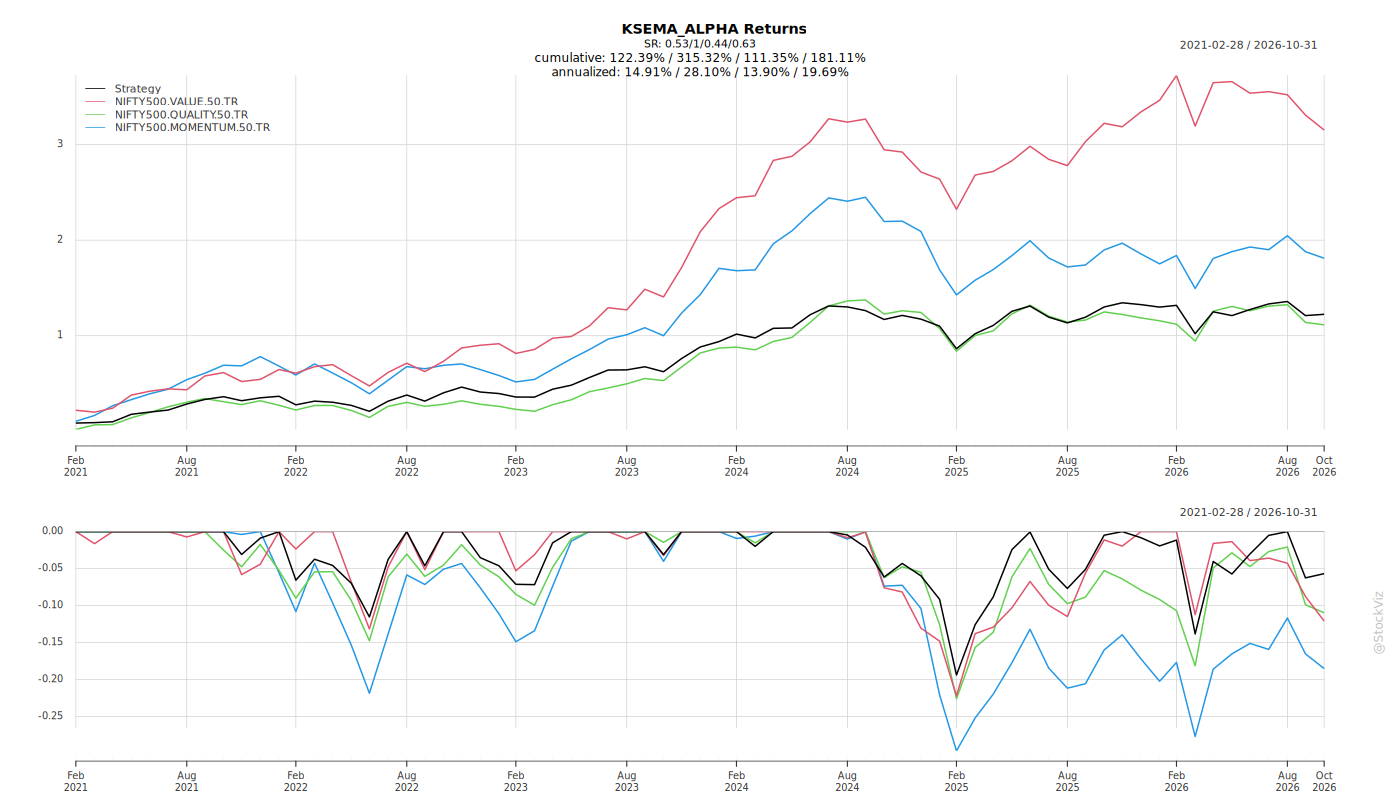 KSEMA_ALPHA Returns
SR: 0.53/1/0.44/0.63
cumulative: 122.39% / 315.32% / 111.35% / 181.11%
annualized: 14.91% / 28.10% / 13.90% / 19.69%
2021-02-28 / 2026-10-31
Strategy
NIFTY500.VALUE.50.TR
NIFTY500.QUALITY.50.TR
NIFTY500.MOMENTUM.50.TR
3
2
1
Feb Aug Feb Aug Feb Aug Feb Aug Feb Aug Feb Aug Oct
2021 2021 2022 2022 2023 2023 2024 2024 2025 2025 2026 2026 2026
2021-02-28 / 2026-10-31
0.00
-0.05
-0.10
-0.15
-0.20
-0.25
Feb Aug Feb Aug Feb Aug Feb Aug Feb Aug Feb Aug Oct
2021 2021 2022 2022 2023 2023 2024 2024 2025 2025 2026 2026 2026
@StockViz